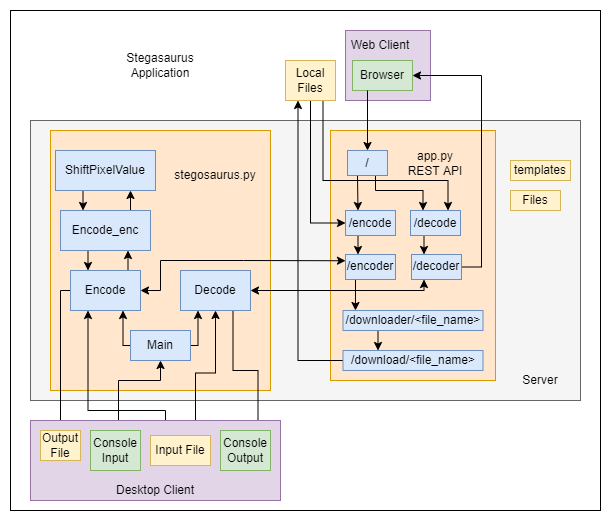 Stegasaurus
Application
Web Client
Browser
Local
Files
ShiftPixelValue
stegosaurus.py
Encode_enc
Encode
Decode
Main
app.py
REST API
/
/encode
/decode
/encoder
/decoder
/downloader/<file_name>
/download/<file_name>
templates
Files
Server
Output
File
Console
Input
Input File
Console
Output
Desktop Client